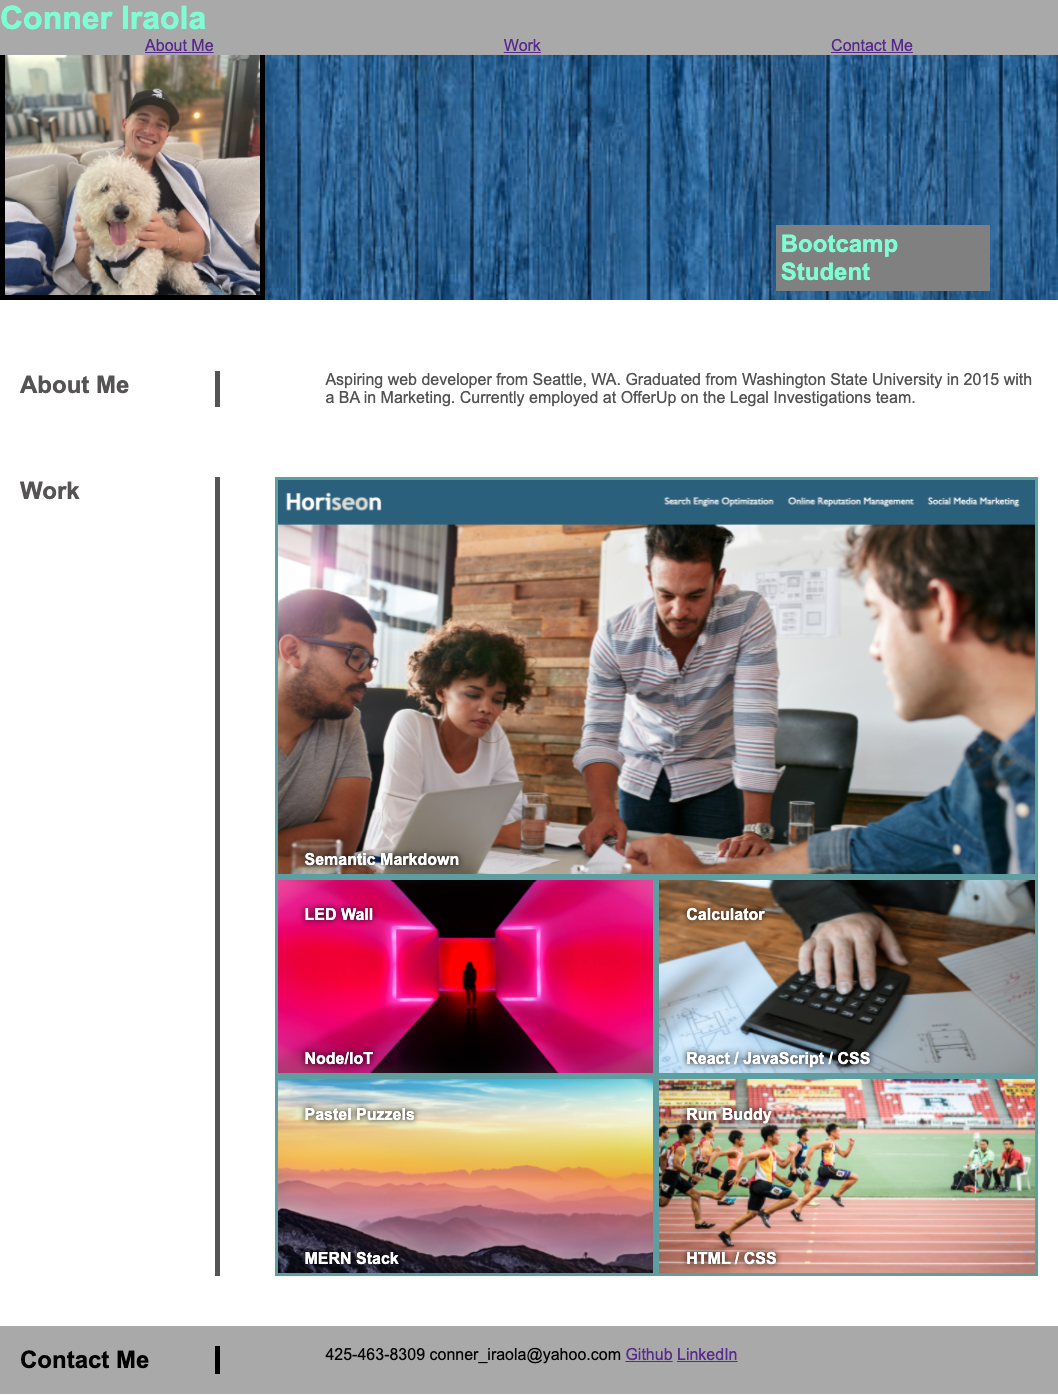 Conner Iraola
About Me
Work
Contact Me
Bootcamp
Student
About Me
Aspiring web developer from Seattle, WA. Graduated from Washington State University in 2015 with
a BA in Marketing. Currently employed at OfferUp on the Legal Investigations team.
Work
Horiseon
Search Engine Optimization
Online Reputation Management
Social Media Marketing
Semantic Markdown
LED Wall
Calculator
Node/IoT
React / JavaScript / CSS
Pastel Puzzels
Run Buddy
R
MERN Stack
HTML / CSS
Contact Me
425-463-8309 conner_iraola@yahoo.com Github LinkedIn